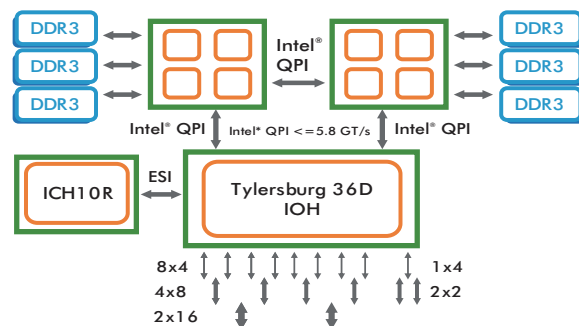 DDR3
DDR3
DDR3
Intel® QPI
DDR3
DDR3
DDR3
Intel® QPI
Intel® QPI <=5.8 GT/s
Intel® QPI
ICH10R
ESI
Tylersburg 36D
IOH
8x4
1x4
4x8
2x2
2x16